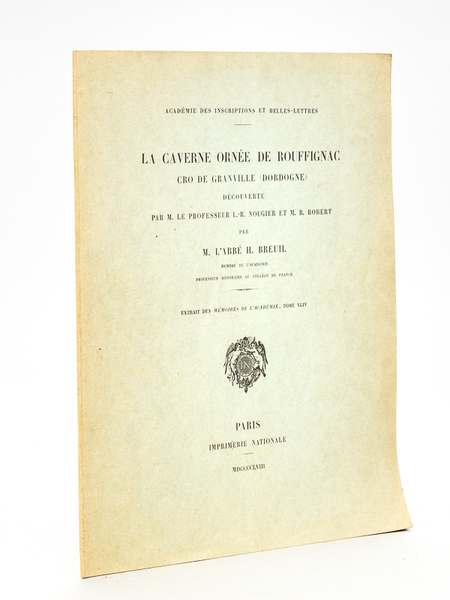 ACADÉMIE DES INSCRIPTIONS ET BELLES-LETTRES
LA CAVERNE ORNÉE DE ROUFFIGNAC
CRO DE GRANVILLE (DORDOGNE)
DÉCOUVERTE
PAR M. LE PROFESSEUR L.-R. NOUGIER ET M. R. ROBERT
PAR
M. L'ABBÉ H. BREUIL
MEMBRE DE L'ACADÉMIE
PROFESSEUR HONORAIRE AU COLLÈGE DE FRANCE
EXTRAIT DES MÉMOIRES DE L'ACADÉMIE, TOME XLIV
PARIS
IMPRIMERIE NATIONALE
MDCCCCLVIII